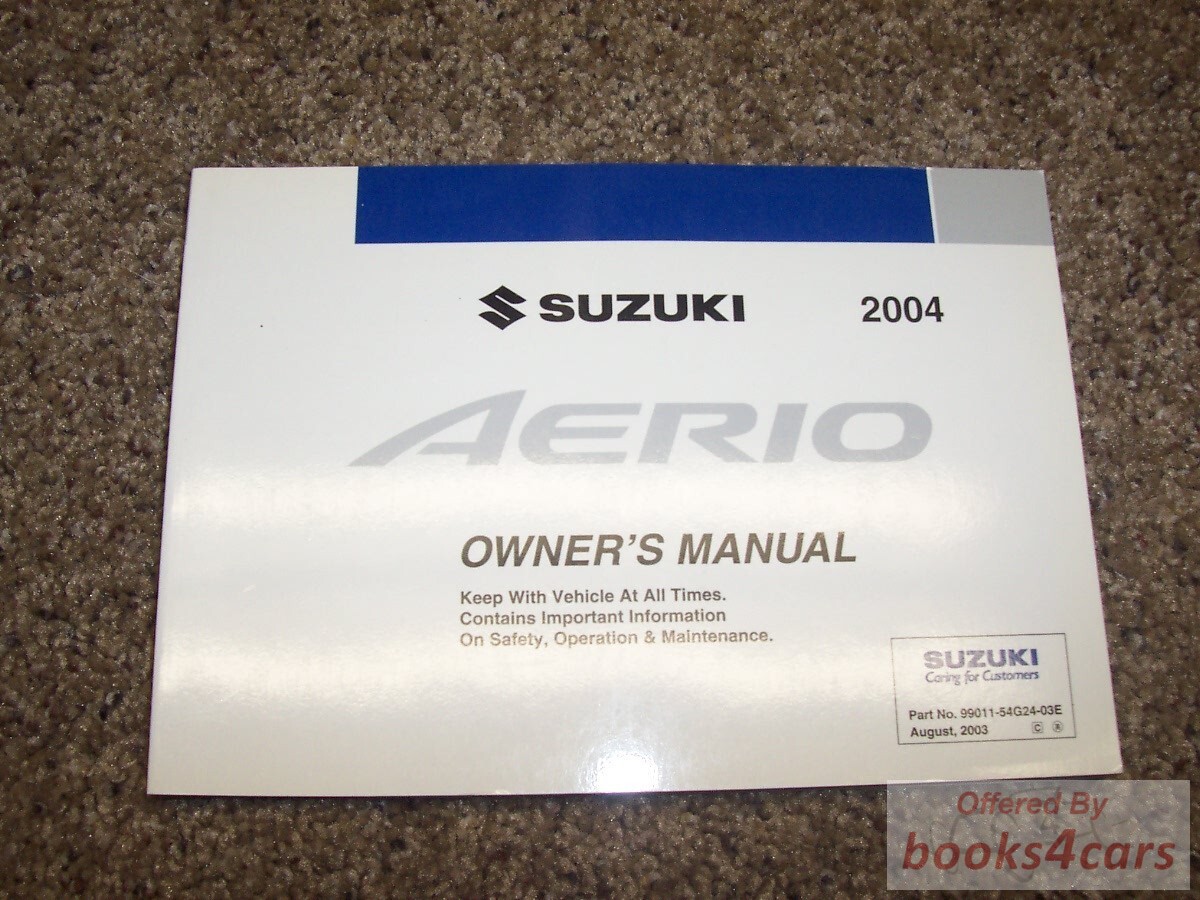 SUZUKI 2004
AERIO
OWNER'S MANUAL
Keep With Vehicle At All Times.
Contains Important Information
On Safety, Operation & Maintenance.
SUZUKI
Caring for Customers
Part No. 99011-54G24-03E
August, 2003 C
Offered By
books4cars